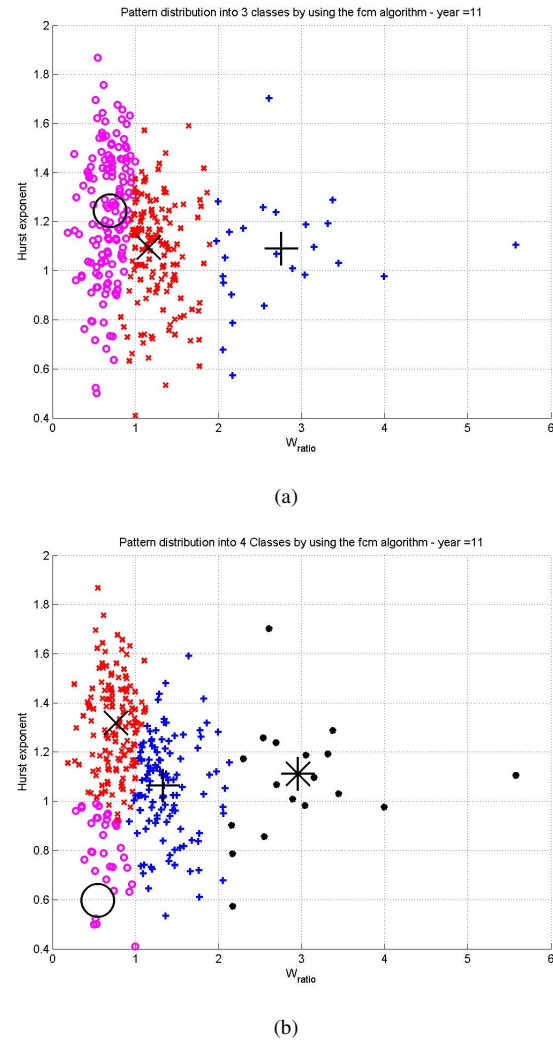 Pattern distribution into 3 classes by using the fcm algorithm - year =11
2
1.8
1.6
1.4
1.2
1
0.8
0.6
0.4
Hurst exponent
0 1 2 3 4 5 6
W_ratio
(a)
Pattern distribution into 4 Classes by using the fcm algorithm - year =11
2
1.8
1.6
1.4
1.2
1
0.8
0.6
0.4
Hurst exponent
0 1 2 3 4 5 6
W_ratio
(b)